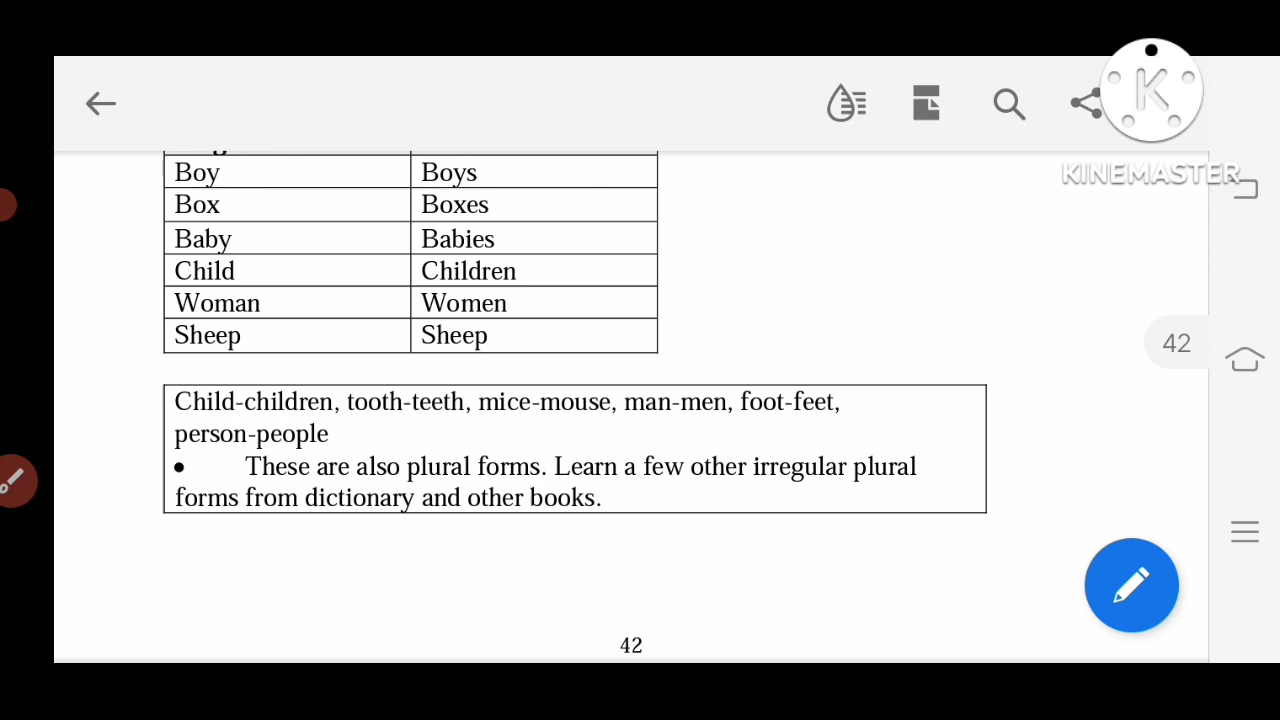 K
KINEMASTER
Boy Boys
Box Boxes
Baby Babies
Child Children
Woman Women
Sheep Sheep
42
Child-children, tooth-teeth, mice-mouse, man-men, foot-feet,
person-people
• These are also plural forms. Learn a few other irregular plural
forms from dictionary and other books.
42